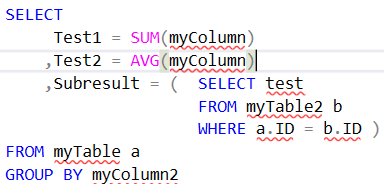 SELECT
Test1 = SUM(myColumn)
,Test2 = AVG(myColumn)
,Subresult = ( SELECT test
FROM myTable2 b
WHERE a.ID = b.ID )
FROM myTable a
GROUP BY myColumn2